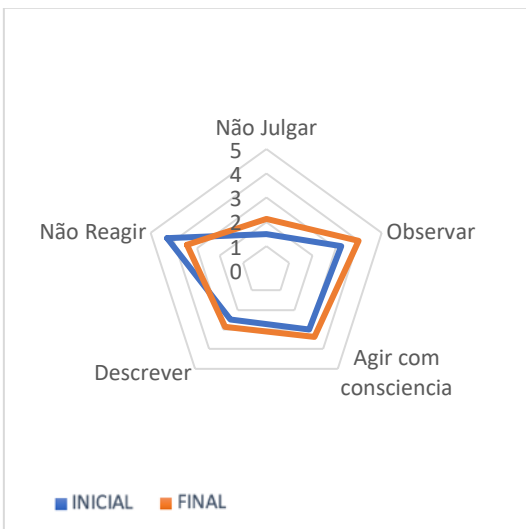 Não Julgar
5
4
3
2
1
0
Não Reagir
Observar
Descrever
Agir com
consciencia
INICIAL
FINAL